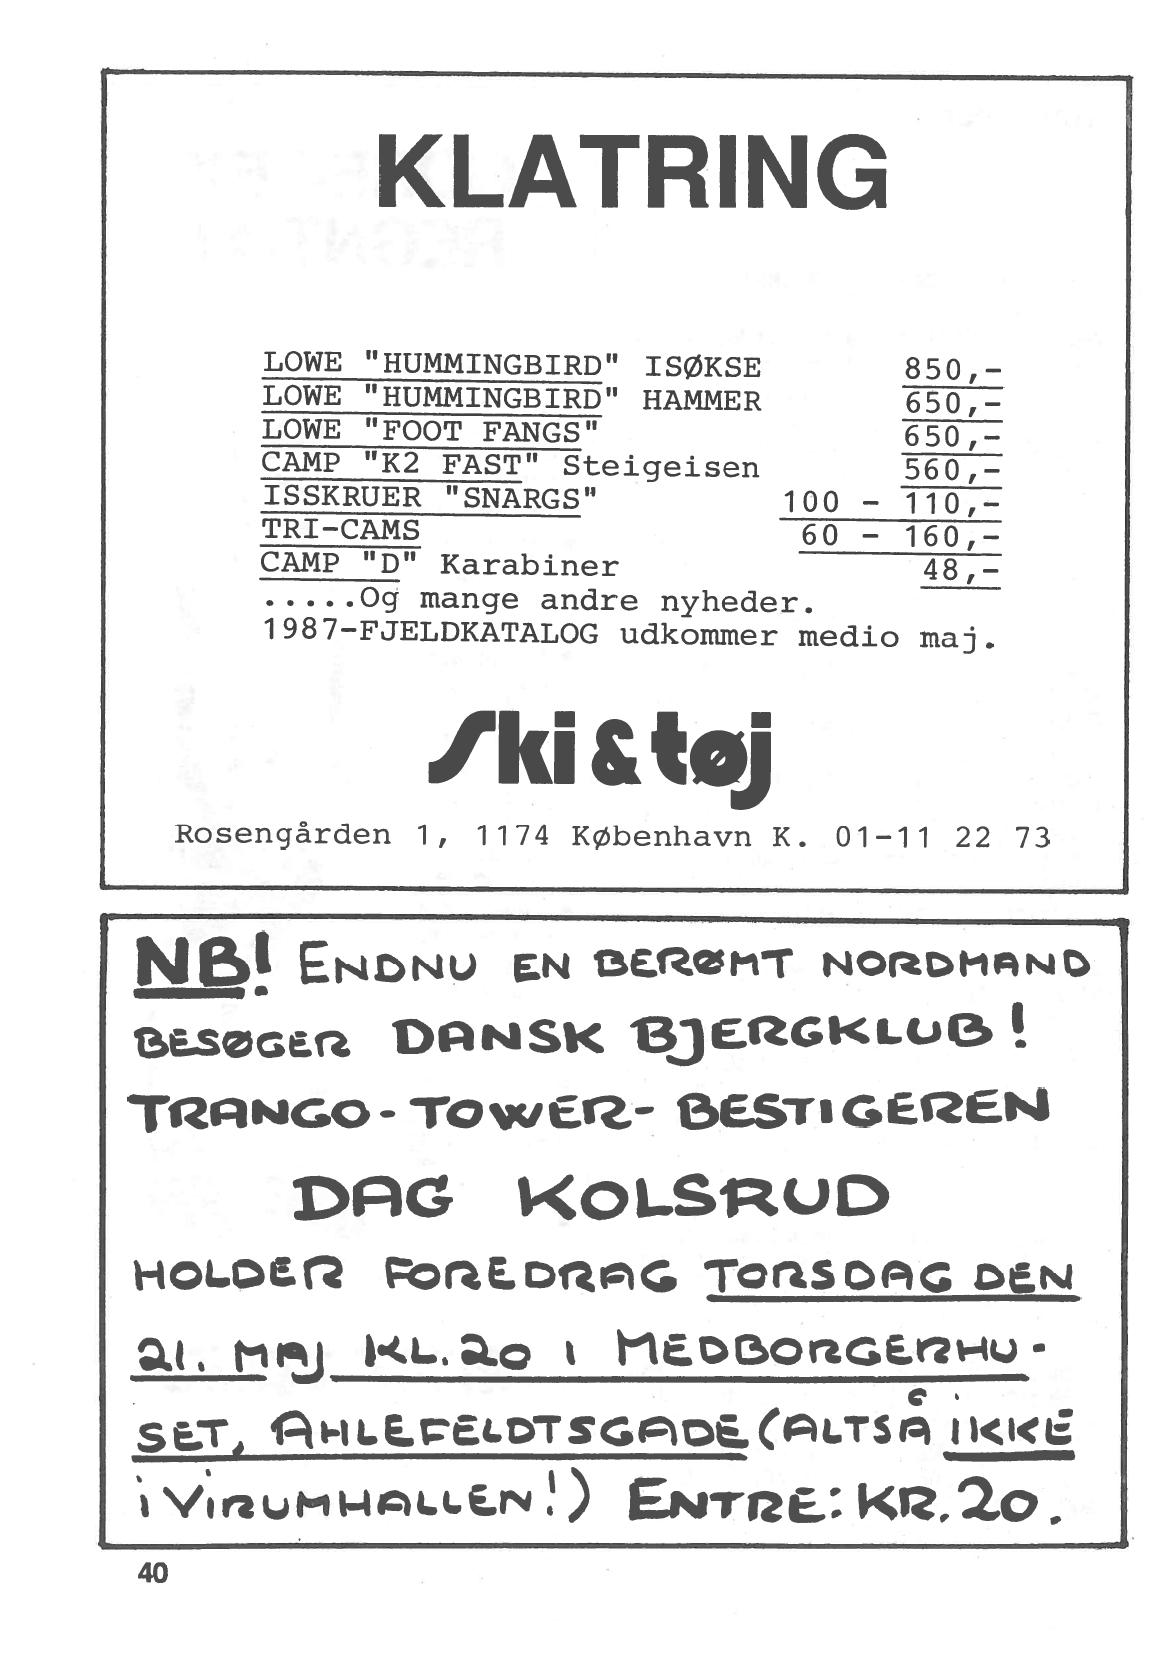 KLATRING
LOWE "HUMMINGBIRD" ISØKSE 850,-
LOWE "HUMMINGBIRD" HAMMER 650,-
LOWE "FOOT FANGS" 650,-
CAMP "K2 FAST" Steigeisen 560,-
ISSKRUER "SNARGS" 100 - 110,-
TRI-CAMS 60 - 160,-
CAMP "D" Karabiner 48,-
.....Og mange andre nyheder.
1987-FJELDKATALOG udkommer medio maj.
Ski & tøj
Rosengården 1, 1174 København K. 01-11 22 73
NB! ENDNU EN BERØMT NORDMAND
BESØGER DANSK BJERGKLUB!
TRANGO-TOWER-BESTIGEREN
DAG KOLSRUD
HOLDER FOREDRAG TORSDAG DEN
21. MAJ KL.20 I MEDBORGERHU-
SET, AHLEFELDTSGADE (ALTSÅ IKKE
i VIRUMHALLEN!) ENTRE: KR. 20.
40